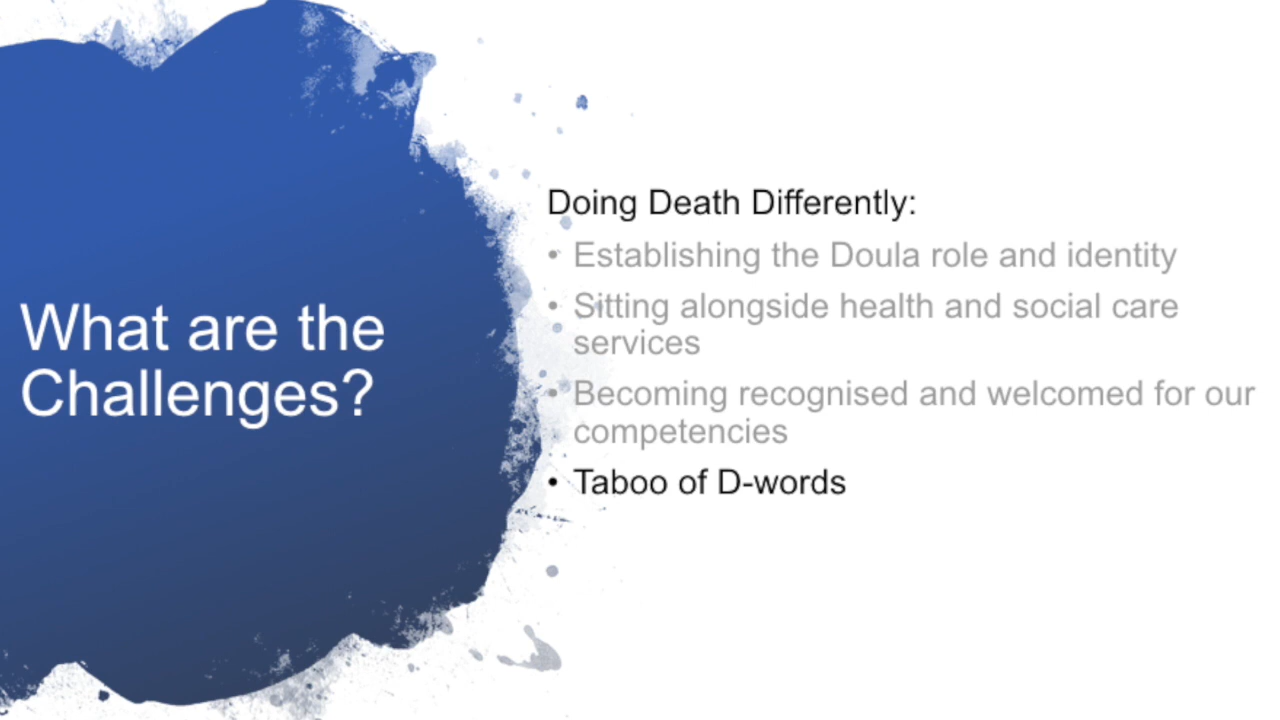 What are the
Challenges?
Doing Death Differently:
• Establishing the Doula role and identity
• Sitting alongside health and social care
services
• Becoming recognised and welcomed for our
competencies
• Taboo of D-words